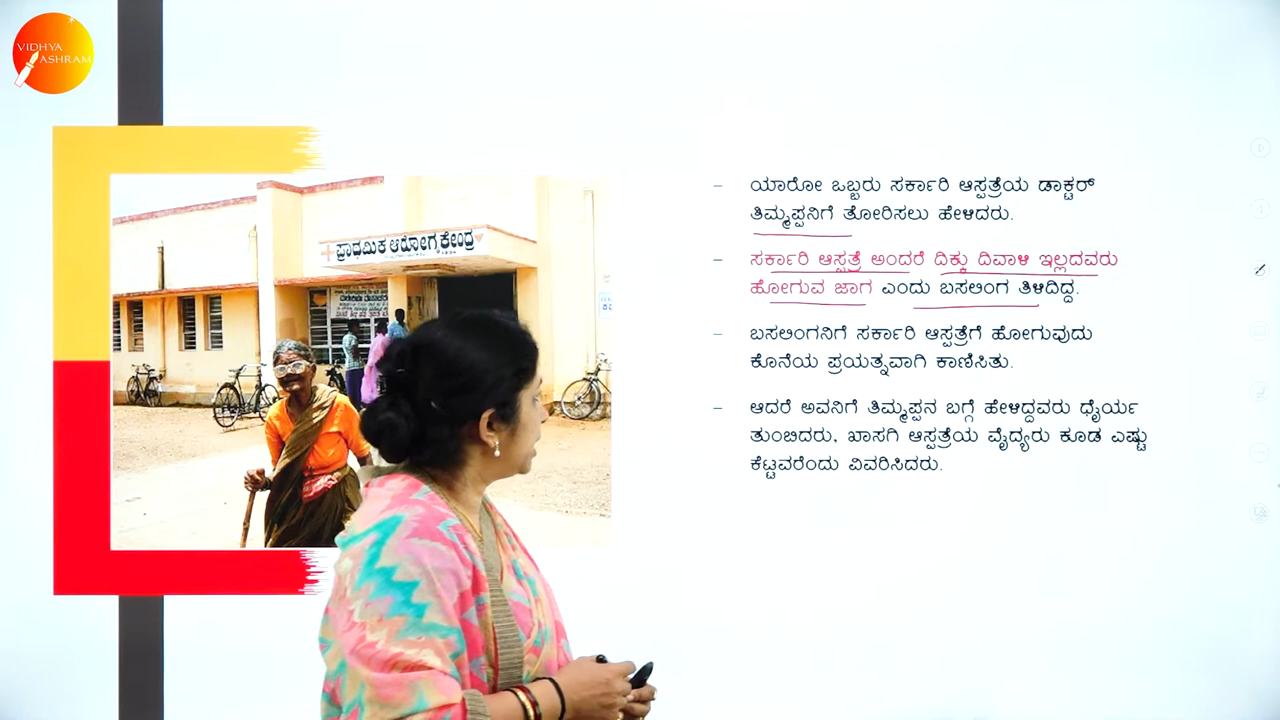 VIDHYA
ASHRAM
ಪ್ರಾಥಮಿಕ ಆರೋಗ್ಯ ಕೇಂದ್ರ
ಯಾರೋ ಒಬ್ಬರು ಸರ್ಕಾರಿ ಆಸ್ಪತ್ರೆಯ ಡಾಕ್ಟರ್
ತಿಮ್ಮಪ್ಪನಿಗೆ ತೋರಿಸಲು ಹೇಳಿದರು.
ಸರ್ಕಾರಿ ಆಸ್ಪತ್ರೆ ಅಂದರೆ ದಿಕ್ಕು ದಿವಾಳಿ ಇಲ್ಲದವರು
ಹೋಗುವ ಜಾಗ ಎಂದು ಬಸಲಿಂಗ ತಿಳಿದಿದ್ದ.
ಬಸಲಿಂಗನಿಗೆ ಸರ್ಕಾರಿ ಆಸ್ಪತ್ರೆಗೆ ಹೋಗುವುದು
ಕೊನೆಯ ಪ್ರಯತ್ನವಾಗಿ ಕಾಣಿಸಿತು.
ಆದರೆ ಅವನಿಗೆ ತಿಮ್ಮಪ್ಪನ ಬಗ್ಗೆ ಹೇಳಿದ್ದವರು ಧೈರ್ಯ
ತುಂಬಿದರು, ಖಾಸಗಿ ಆಸ್ಪತ್ರೆಯ ವೈದ್ಯರು ಕೂಡ ಎಷ್ಟು
ಕೆಟ್ಟವರೆಂದು ವಿವರಿಸಿದರು.